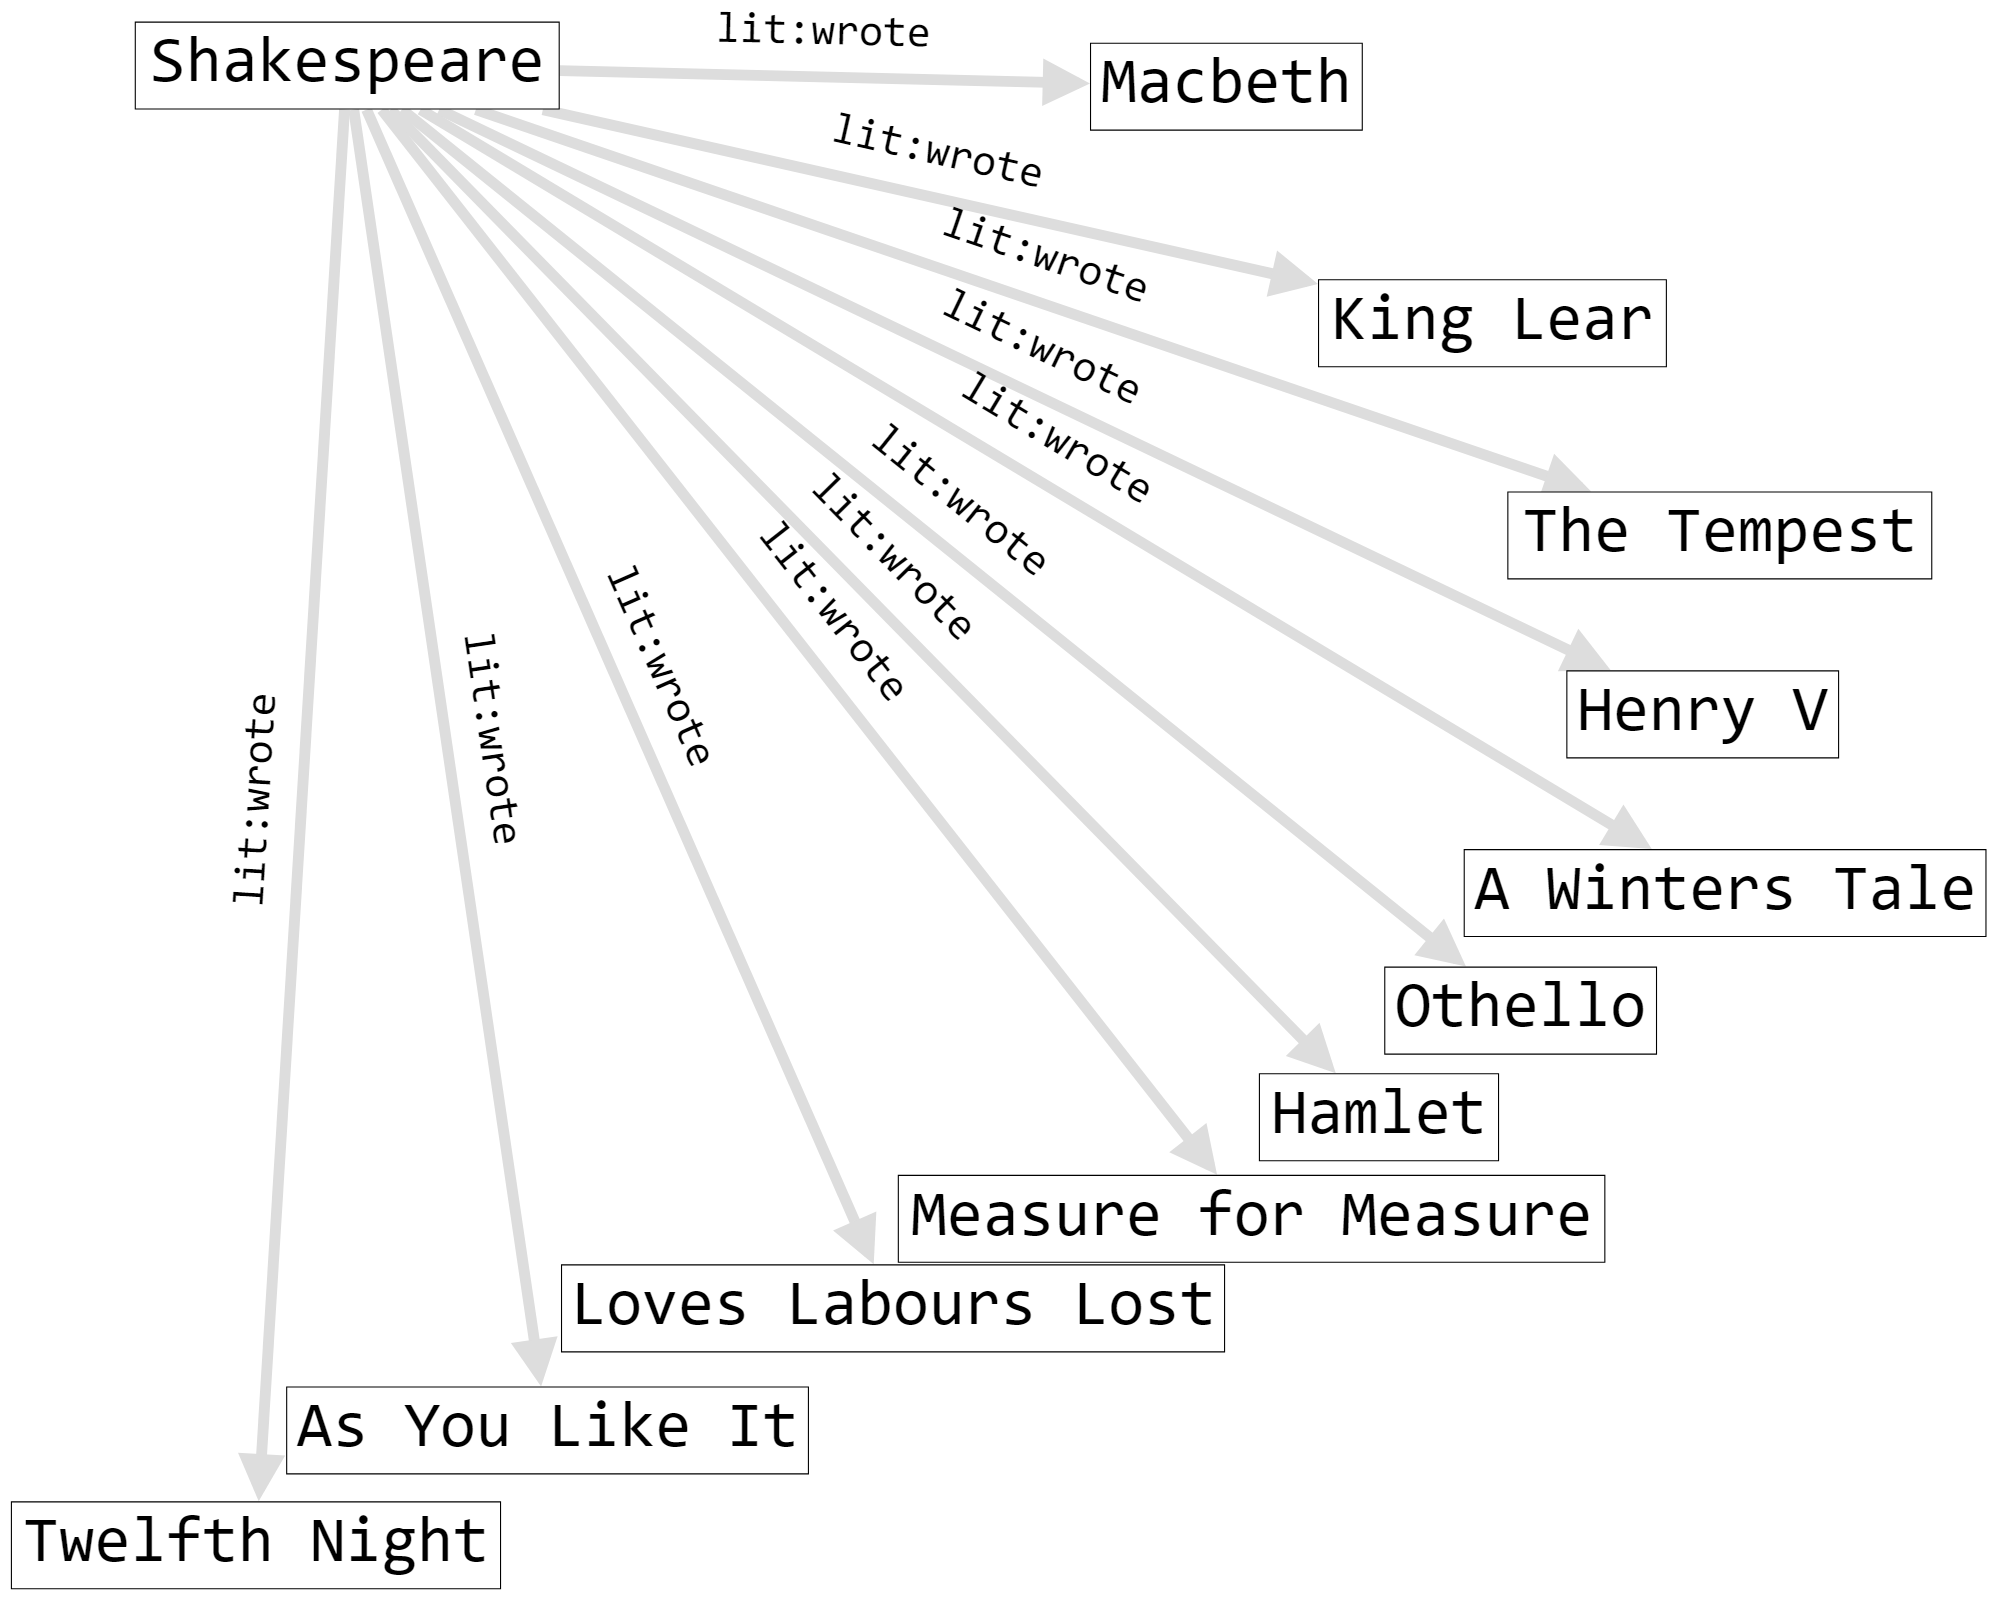 Shakespeare
lit:wrote
Macbeth
lit:wrote
King Lear
lit:wrote
The Tempest
lit:wrote
Henry V
lit:wrote
A Winters Tale
lit:wrote
Othello
lit:wrote
Hamlet
lit:wrote
Measure for Measure
lit:wrote
Loves Labours Lost
lit:wrote
As You Like It
lit:wrote
Twelfth Night